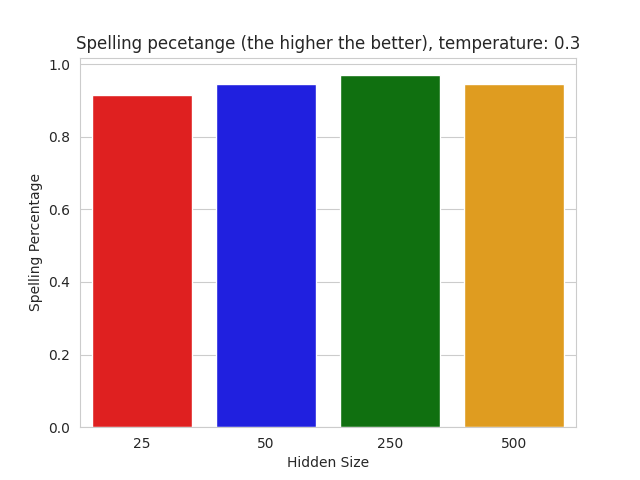 Spelling pecetange (the higher the better), temperature: 0.3
1.0
0.8
0.6
0.4
0.2
0.0
Spelling Percentage
25 50 250 500
Hidden Size